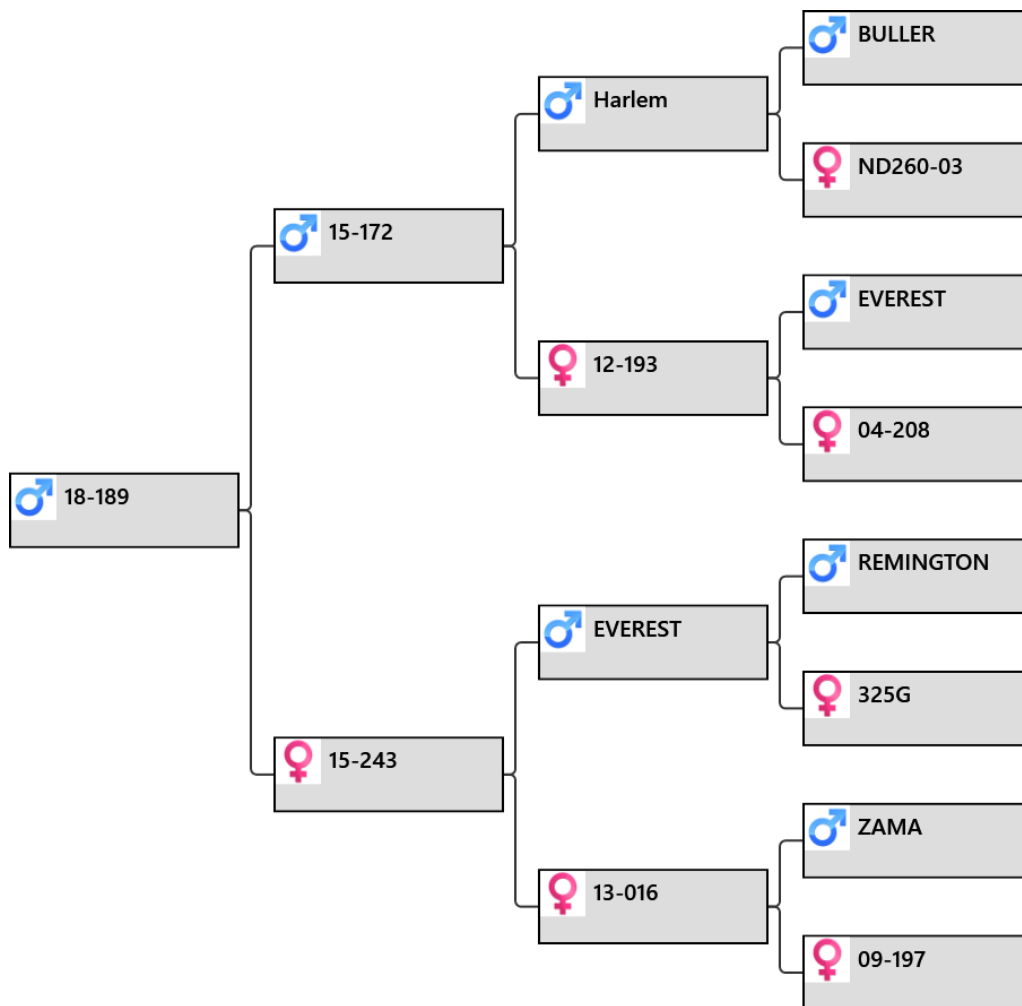 BULLER
Harlem
ND260-03
15-172
EVEREST
12-193
04-208
18-189
REMINGTON
EVEREST
325G
15-243
ZAMA
13-016
09-197